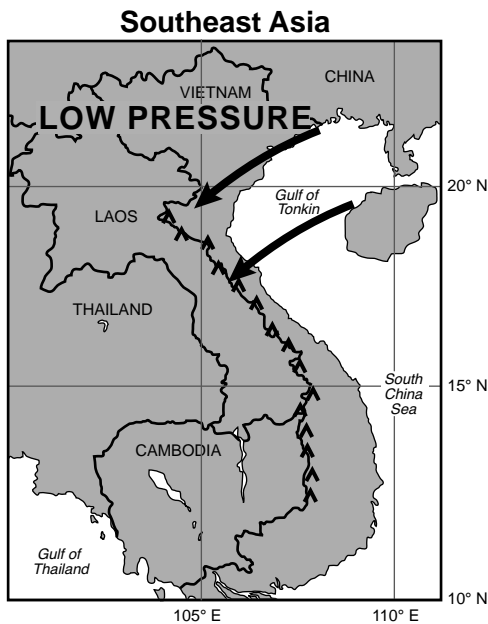 Southeast Asia
CHINA
VIETNAM
LOW PRESSURE
20° N
Gulf of
Tonkin
LAOS
THAILAND
South
China
Sea
15° N
CAMBODIA
Gulf of
Thailand
10° N
105° E
110° E